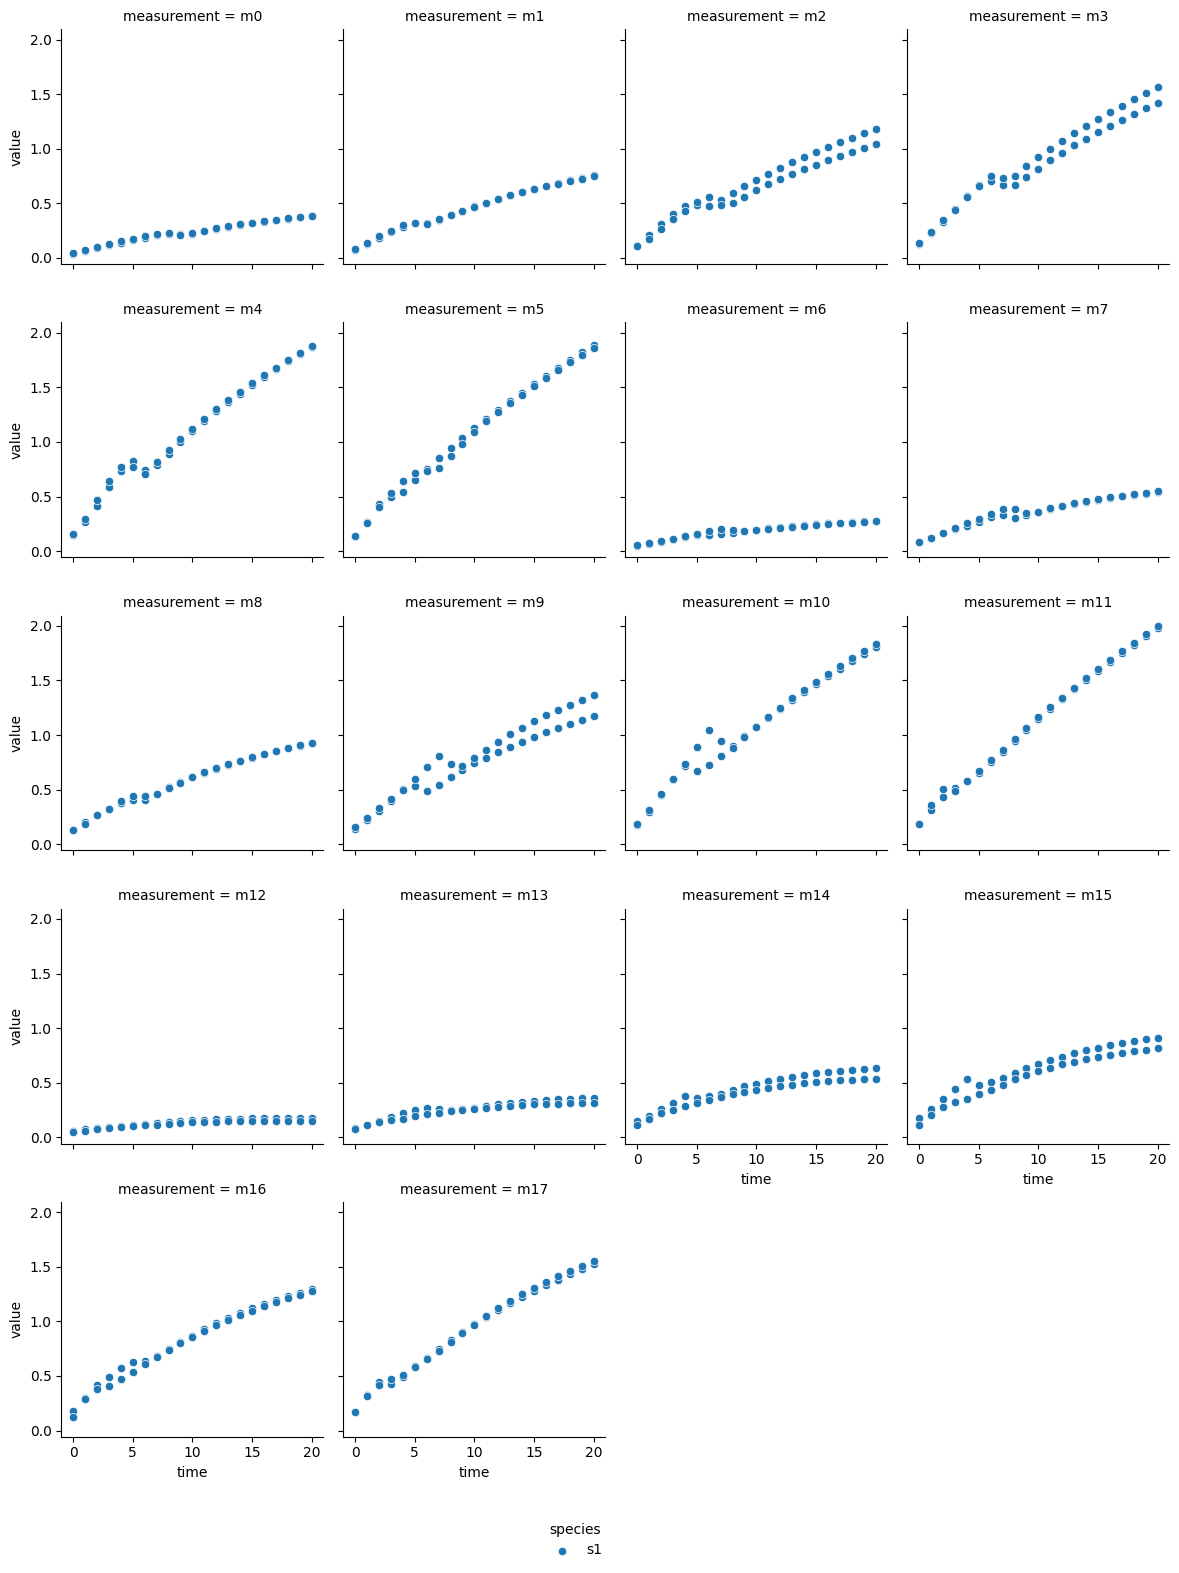 measurement = m0 measurement = m1 measurement = m2 measurement = m3
2.0
1.5
value
1.0
0.5
0.0
measurement = m4 measurement = m5 measurement = m6 measurement = m7
2.0
1.5
value
1.0
0.5
0.0
measurement = m8 measurement = m9 measurement = m10 measurement = m11
2.0
1.5
value
1.0
0.5
0.0
measurement = m12 measurement = m13 measurement = m14 measurement = m15
2.0
1.5
value
1.0
0.5
0.0
0 5 10 15 20 0 5 10 15 20
time time
measurement = m16 measurement = m17
2.0
1.5
value
1.0
0.5
0.0
0 5 10 15 20 0 5 10 15 20
time time
species
s1